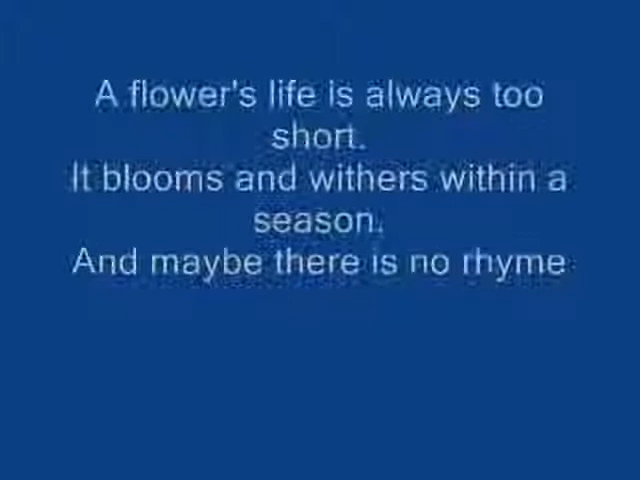 A flower's life is always too
short.
It blooms and withers within a
season.
And maybe there is no rhyme